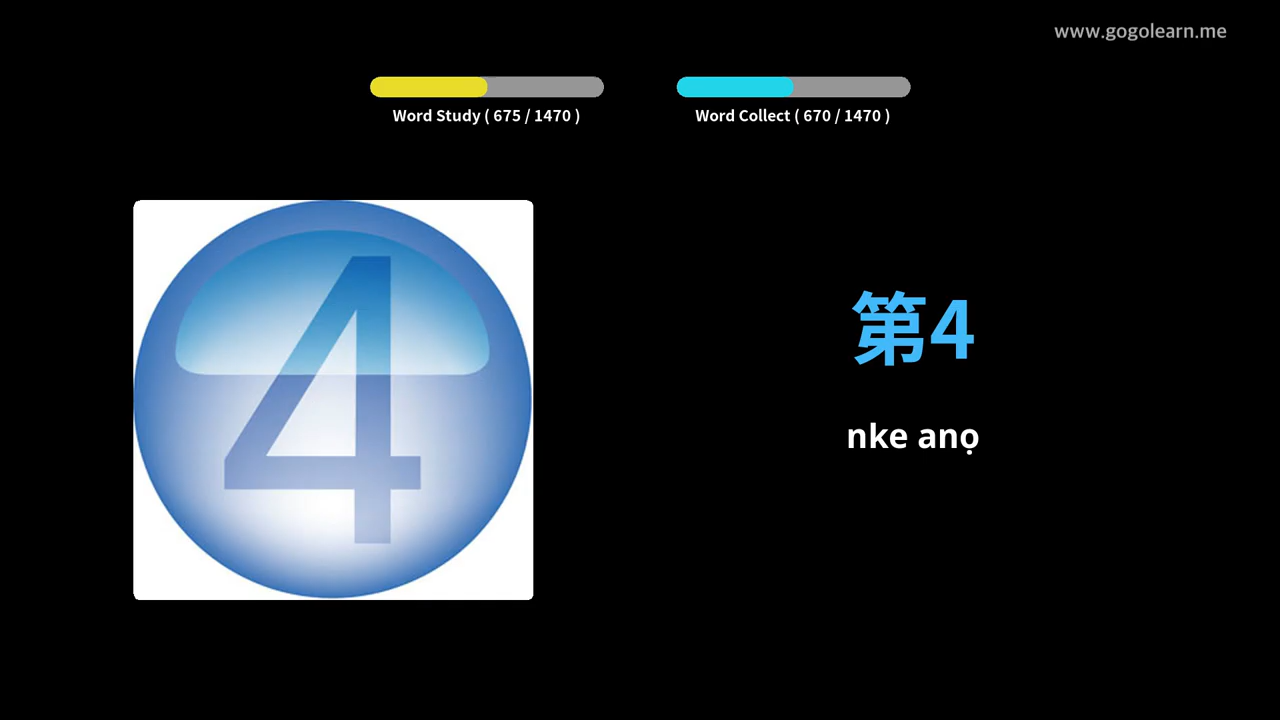 www.gogolearn.me
Word Study ( 675 / 1470 )
Word Collect ( 670 / 1470 )
4
第4
nke anọ